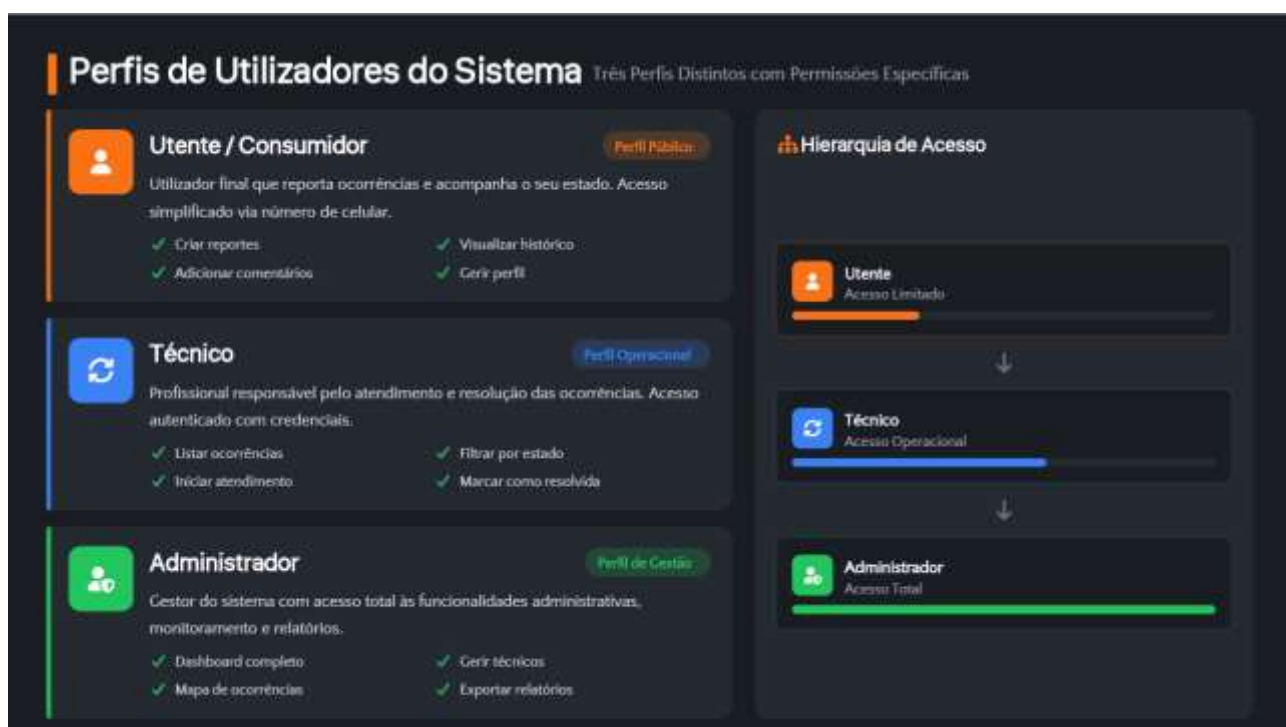 Perfis de Utilizadores do Sistema Três Perfis Distintos com Permissões Específicas
Utente / Consumidor
Perfil Público
Utilizador final que reporta ocorrências e acompanha o seu estado. Acesso
simplificado via número de celular.
Criar reportes
Visualizar histórico
Adicionar comentários
Gerir perfil
Técnico
Perfil Operacional
Profissional responsável pelo atendimento e resolução das ocorrências. Acesso
autenticado com credenciais.
Listar ocorrências
Filtrar por estado
Iniciar atendimento
Marcar como resolvida
Administrador
Perfil de Gestão
Gestor do sistema com acesso total às funcionalidades administrativas,
monitoramento e relatórios.
Dashboard completo
Gerir técnicos
Mapa de ocorrências
Exportar relatórios
Hierarquia de Acesso
Utente
Acesso Limitado
Técnico
Acesso Operacional
Administrador
Acesso Total